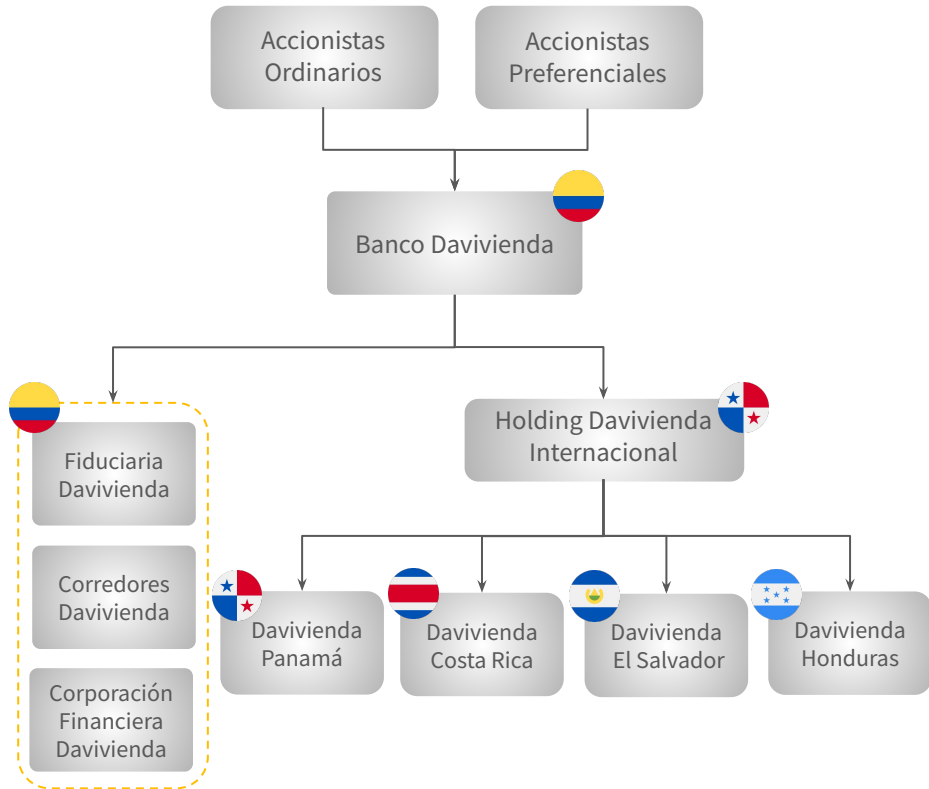 Accionistas
Ordinarios
Accionistas
Preferenciales
Banco Davivienda
Holding Davivienda
Internacional
Fiduciaria
Davivienda
Corredores
Davivienda
Corporación
Financiera
Davivienda
Davivienda
Panamá
Davivienda
Costa Rica
Davivienda
El Salvador
Davivienda
Honduras